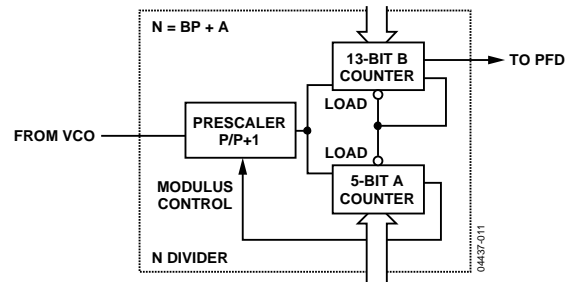 N = BP + A
13-BIT B
COUNTER
TO PFD
LOAD
PRESCALER
P/P+1
FROM VCO
LOAD
MODULUS
CONTROL
5-BIT A
COUNTER
N DIVIDER
04437-011